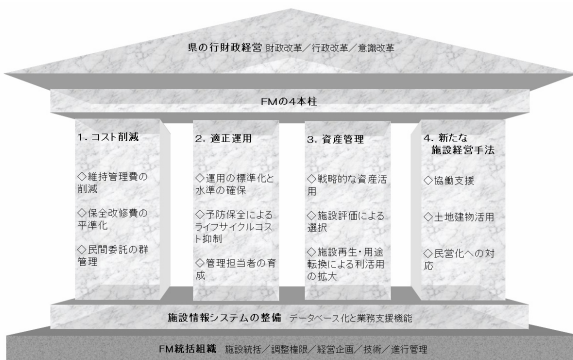 県の行財政経営 財政改革／行政改革／意識改革
FMの4本柱
1．コスト削減
◇維持管理費の
削減
◇保全改修費の
平準化
◇民間委託の群
管理
2．適正運用
◇運用の標準化と
水準の確保
◇予防保全による
ライフサイクルコス
ト抑制
◇管理担当者の育
成
3．資産管理
◇戦略的な資産活
用
◇施設評価による
選択
◇施設再生・用途
転換による利活用
の拡大
4．新たな
施設経営手法
◇協働支援
◇土地建物活用
◇民営化への対
応
施設情報システムの整備 データベース化と業務支援機能
FM統括組織 施設統括／調整権限／経営企画／技術／進行管理